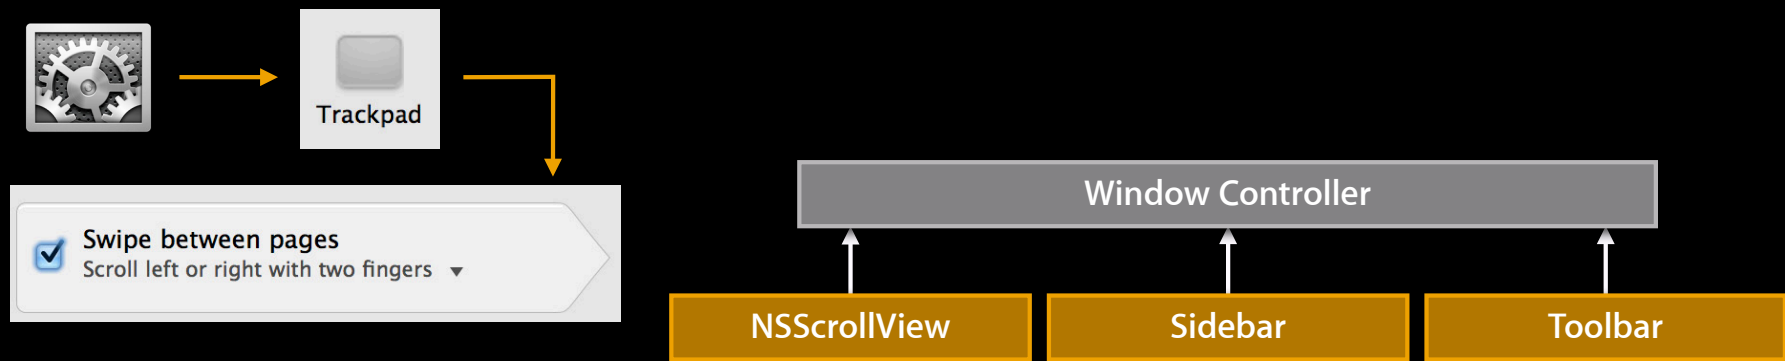 Trackpad
Swipe between pages
Scroll left or right with two fingers
Window Controller
NSScrollView
Sidebar
Toolbar